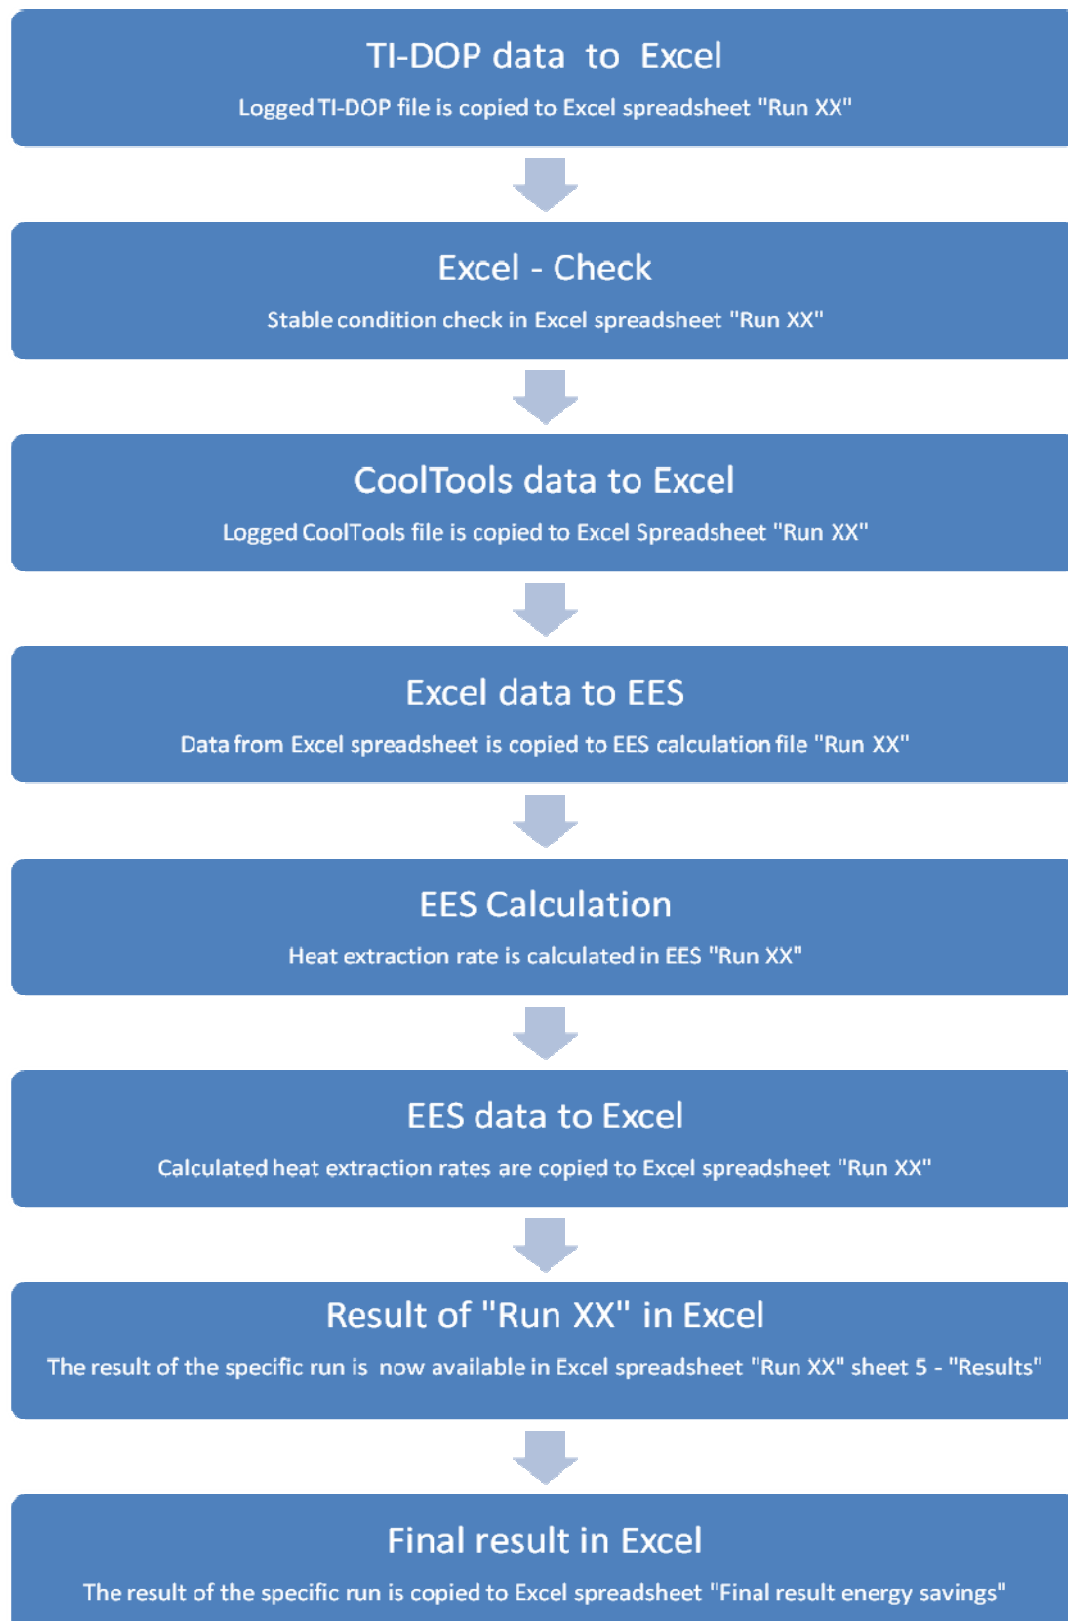 TI-DOP data to Excel
Logged TI-DOP file is copied to Excel spreadsheet "Run XX"
Excel - Check
Stable condition check in Excel spreadsheet "Run XX"
CoolTools data to Excel
Logged CoolTools file is copied to Excel Spreadsheet "Run XX"
Excel data to EES
Data from Excel spreadsheet is copied to EES calculation file "Run XX"
EES Calculation
Heat extraction rate is calculated in EES "Run XX"
EES data to Excel
Calculated heat extraction rates are copied to Excel spreadsheet "Run XX"
Result of "Run XX" in Excel
The result of the specific run is now available in Excel spreadsheet "Run XX" sheet 5 - "Results"
Final result in Excel
The result of the specific run is copied to Excel spreadsheet "Final result energy savings"